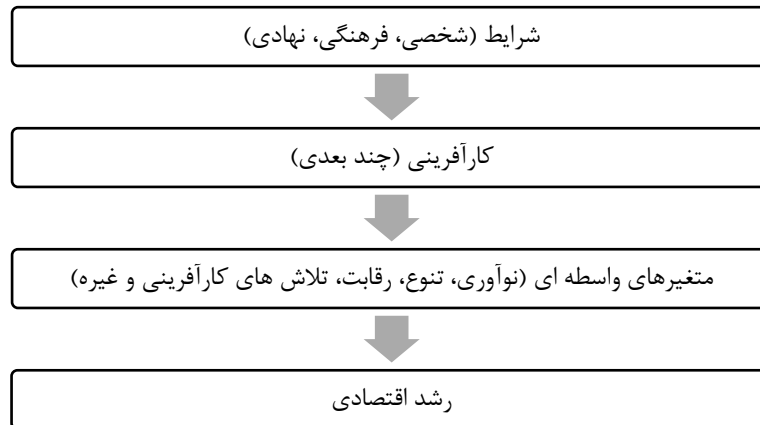 شرایط (شخصی، فرهنگی، نهادی)
کارآفرینی (چند بعدی)
متغیرهای واسطه ای (نوآوری، تنوع، رقابت، تلاش های کارآفرینی و غیره)
رشد اقتصادی